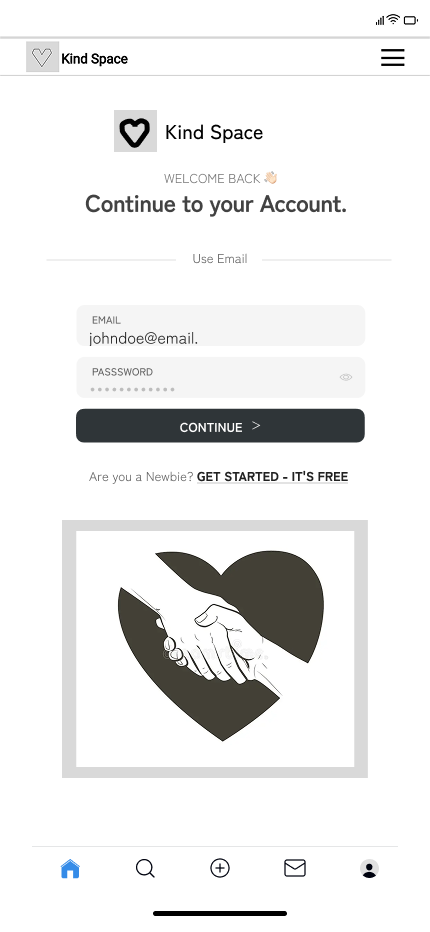 Kind Space
Kind Space
WELCOME BACK 👋🏻
Continue to your Account.
Use Email
EMAIL
johndoe@email.
PASSSWORD
CONTINUE >
Are you a Newbie? GET STARTED - IT'S FREE